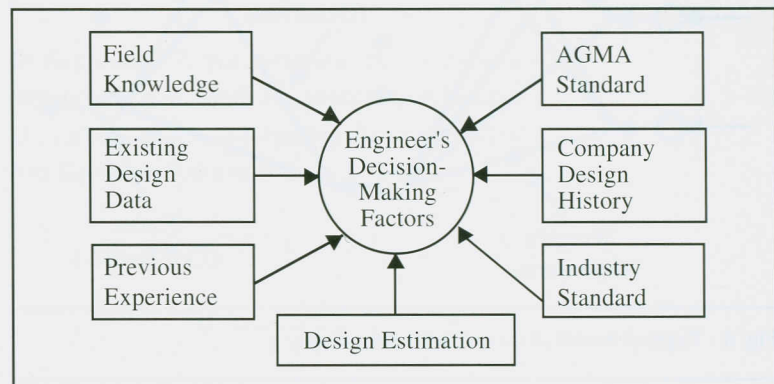 Field
Knowledge
AGMA
Standard
Engineer's
Decision-
Making
Factors
Existing
Design
Data
Company
Design
History
Previous
Experience
Industry
Standard
Design Estimation